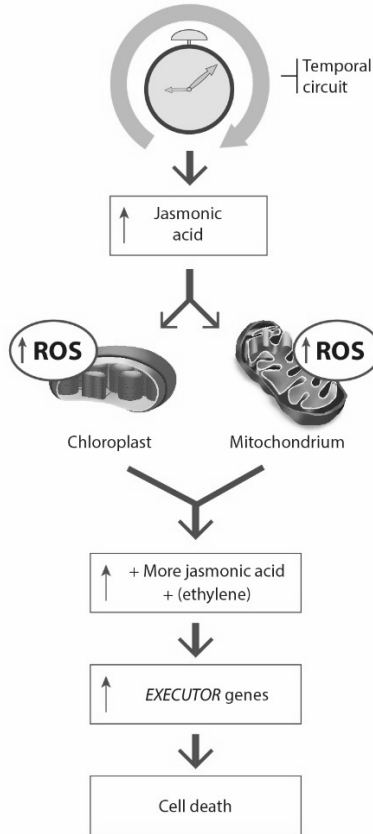 Temporal
circuit
↑ Jasmonic
acid
↑ ROS
↑ ROS
Chloroplast
Mitochondrium
↑ + More jasmonic acid
+ (ethylene)
↑ EXECUTOR genes
Cell death